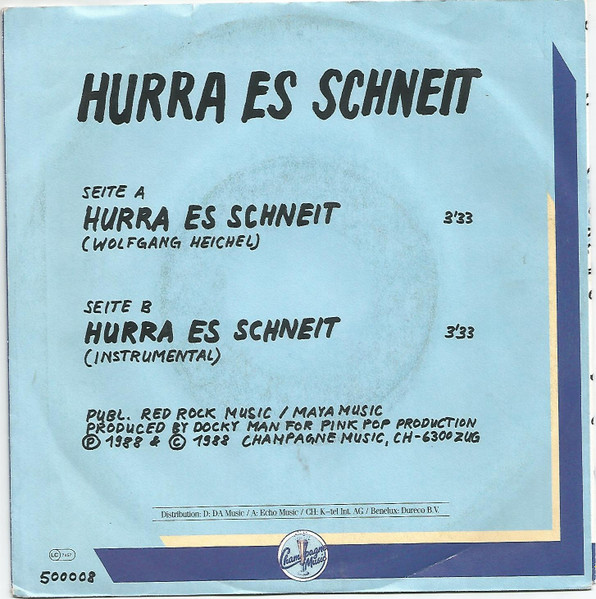 HURRA ES SCHNEIT
SEITE A
HURRA ES SCHNEIT 3'33
(WOLFGANG HEICHEL)
SEITE B
HURRA ES SCHNEIT 3'33
(INSTRUMENTAL)
PUBL. RED ROCK MUSIC / MAYA MUSIC
PRODUCED BY DOCKY MAN FOR PINK POP PRODUCTION
Ⓟ 1988 & © 1988 CHAMPAGNE MUSIC, CH-6300 ZUG
Distribution: D: DA Music / A: Echo Music / CH: K-tel Int. AG / Benelux: Dureco B.V.
LC
Champagne
Music
500008